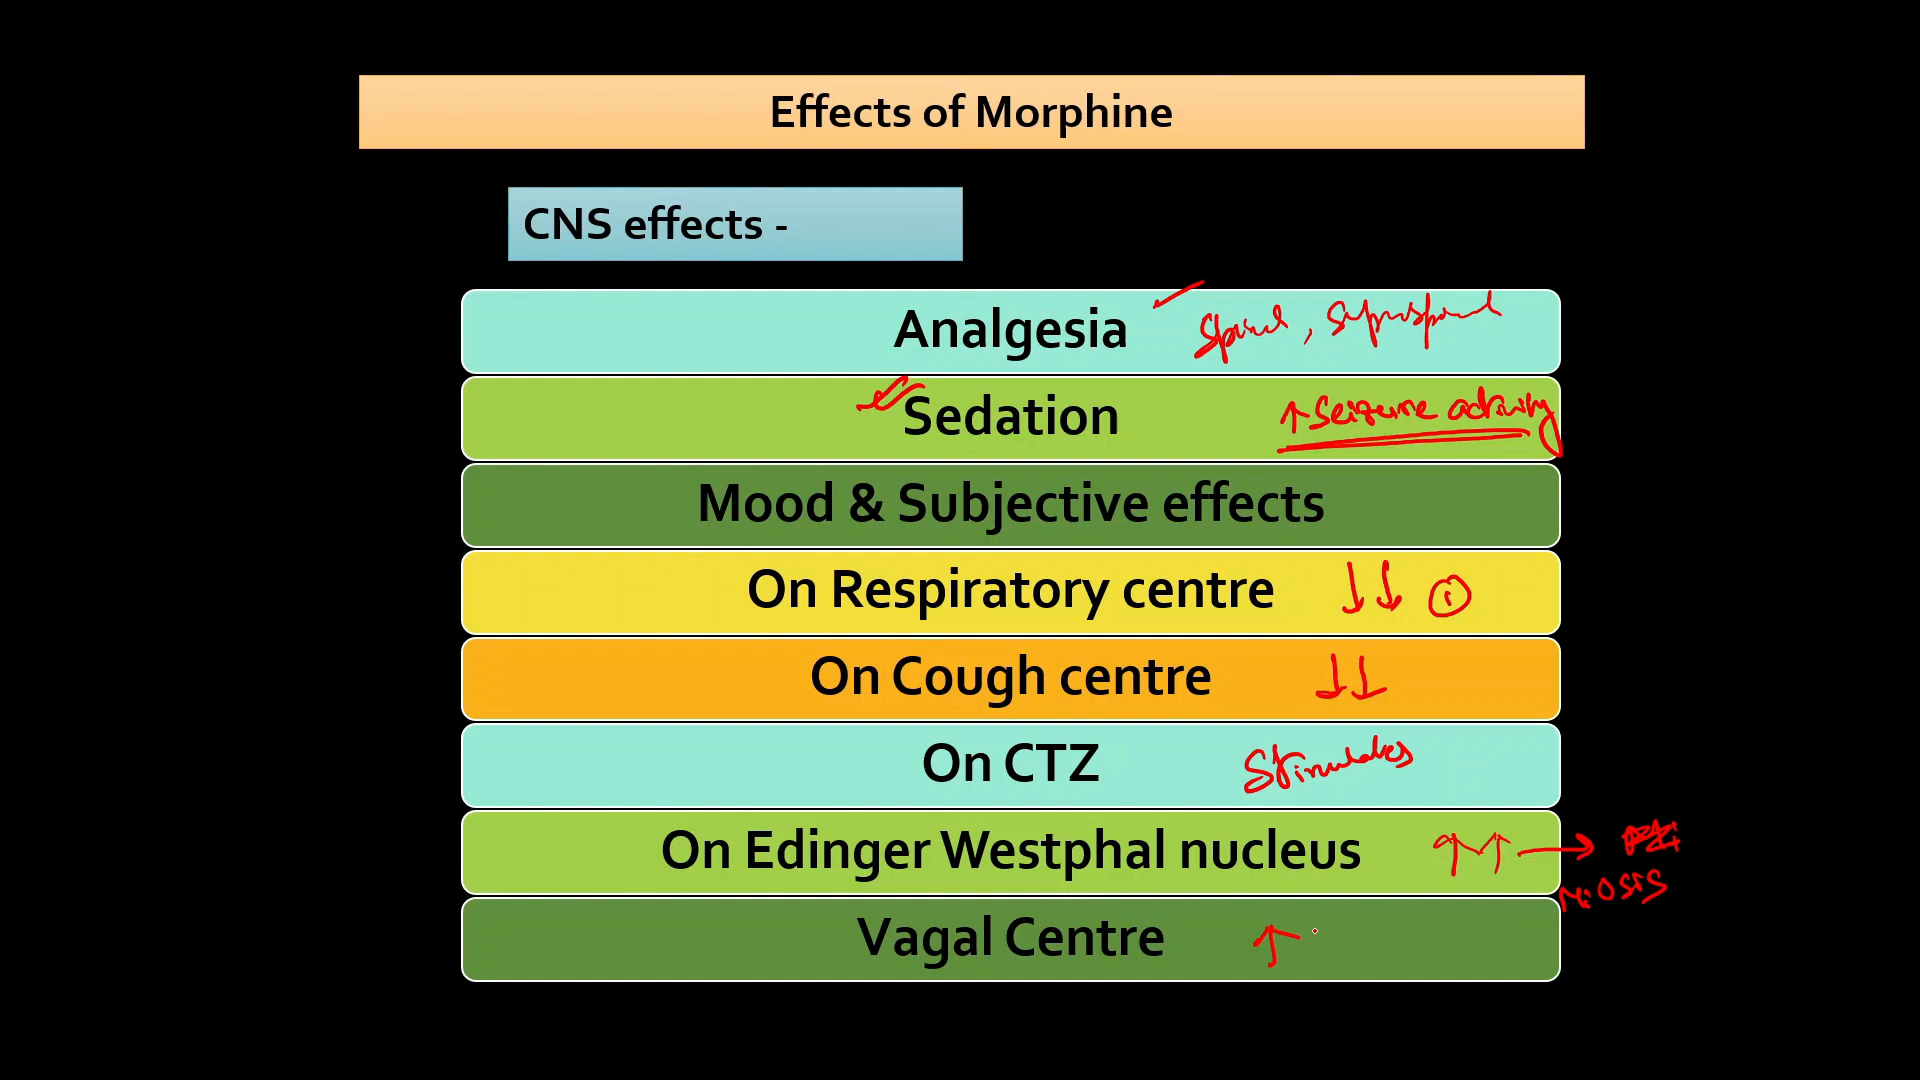 Effects of Morphine
CNS effects -
Analgesia ✓ Spinal, supraspinal
Sedation ↑ Seizure activity
Mood & Subjective effects
On Respiratory centre ↓↓ i
On Cough centre ↓↓
On CTZ Stimulates
On Edinger Westphal nucleus ↑↑ →
Miosis
Vagal Centre ↑